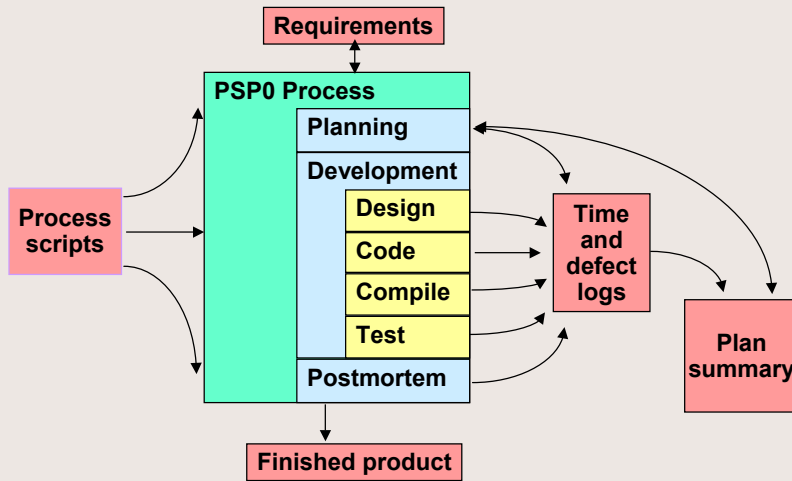 Requirements
PSP0 Process
Planning
Development
Design
Code
Compile
Test
Postmortem
Process
scripts
Time
and
defect
logs
Plan
summary
Finished product